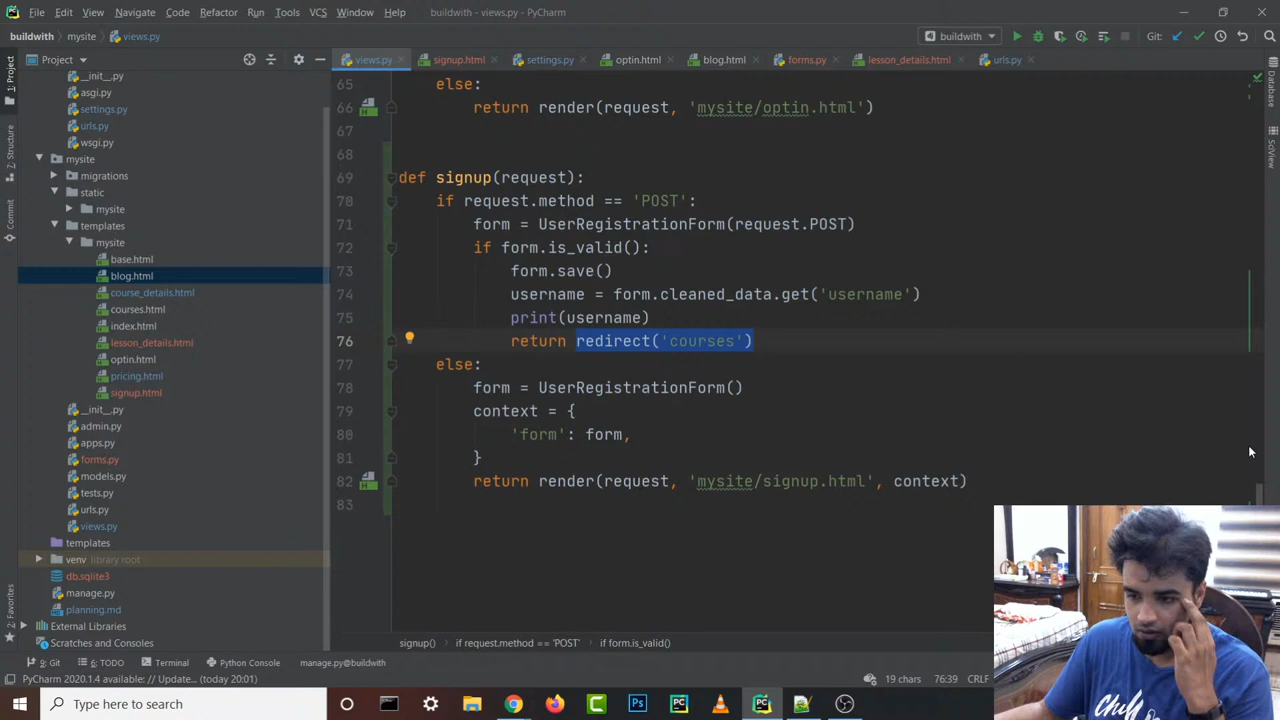 File Edit View Navigate Code Refactor Run Tools VCS Window Help buildwith - views.py - PyCharm
buildwith mysite views.py buildwith Git:
Project views.py signup.html settings.py optin.html blog.html forms.py lesson_details.html urls.py
1: Project
7: Structure
Commit
2: Favorites
Database
SciView
__init__.py
asgi.py
settings.py
urls.py
wsgi.py
mysite
migrations
static
mysite
templates
mysite
base.html
blog.html
course_details.html
courses.html
index.html
lesson_details.html
optin.html
pricing.html
signup.html
__init__.py
admin.py
apps.py
forms.py
models.py
tests.py
urls.py
views.py
templates
venv library root
db.sqlite3
manage.py
planning.md
External Libraries
Scratches and Consoles
65 else:
66 return render(request, 'mysite/optin.html')
67
68
69 def signup(request):
70 if request.method == 'POST':
71 form = UserRegistrationForm(request.POST)
72 if form.is_valid():
73 form.save()
74 username = form.cleaned_data.get('username')
75 print(username)
76 return redirect('courses')
77 else:
78 form = UserRegistrationForm()
79 context = {
80 'form': form,
81 }
82 return render(request, 'mysite/signup.html', context)
83
signup() if request.method == 'POST' if form.is_valid()
9: Git 6: TODO Terminal Python Console manage.py@buildwith
PyCharm 2020.1.4 available: // Update... (today 20:01) 19 chars 76:39 CRLF
Type here to search